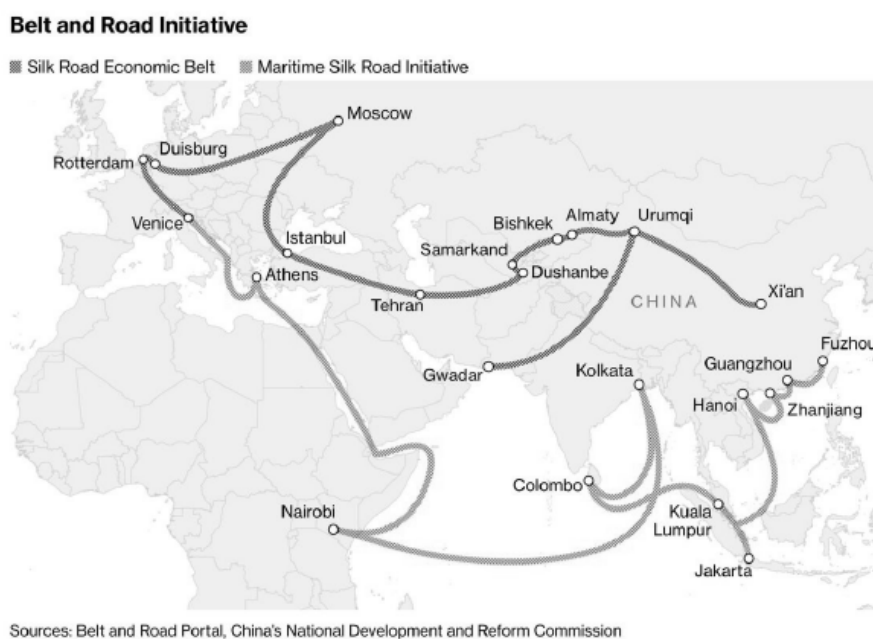 Belt and Road Initiative
Silk Road Economic Belt Maritime Silk Road Initiative
Moscow
Duisburg
Rotterdam
Venice
Istanbul
Athens
Tehran
Samarkand
Bishkek
Almaty
Urumqi
Dushanbe
CHINA
Xi'an
Gwadar
Kolkata
Fuzhou
Guangzhou
Hanoi
Zhanjiang
Colombo
Kuala
Lumpur
Nairobi
Jakarta
Sources: Belt and Road Portal, China's National Development and Reform Commission